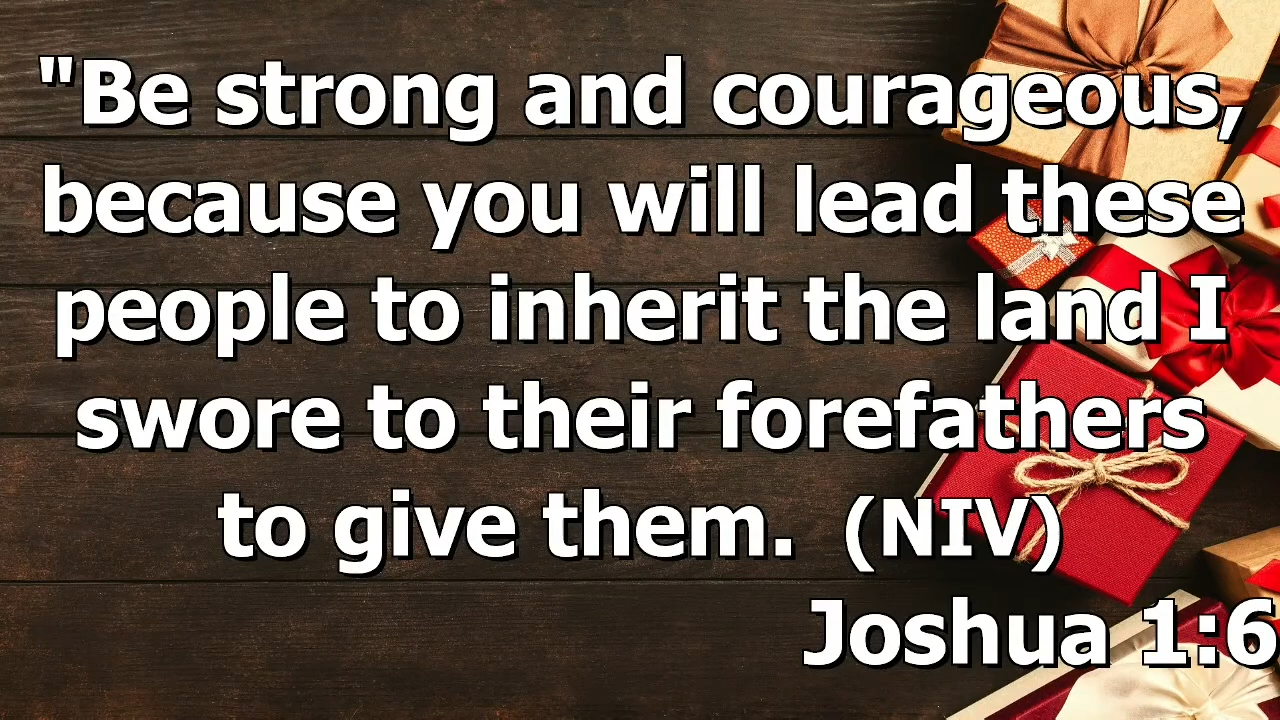 "Be strong and courageous,
because you will lead these
people to inherit the land I
swore to their forefathers
to give them.  (NIV)
Joshua 1:6